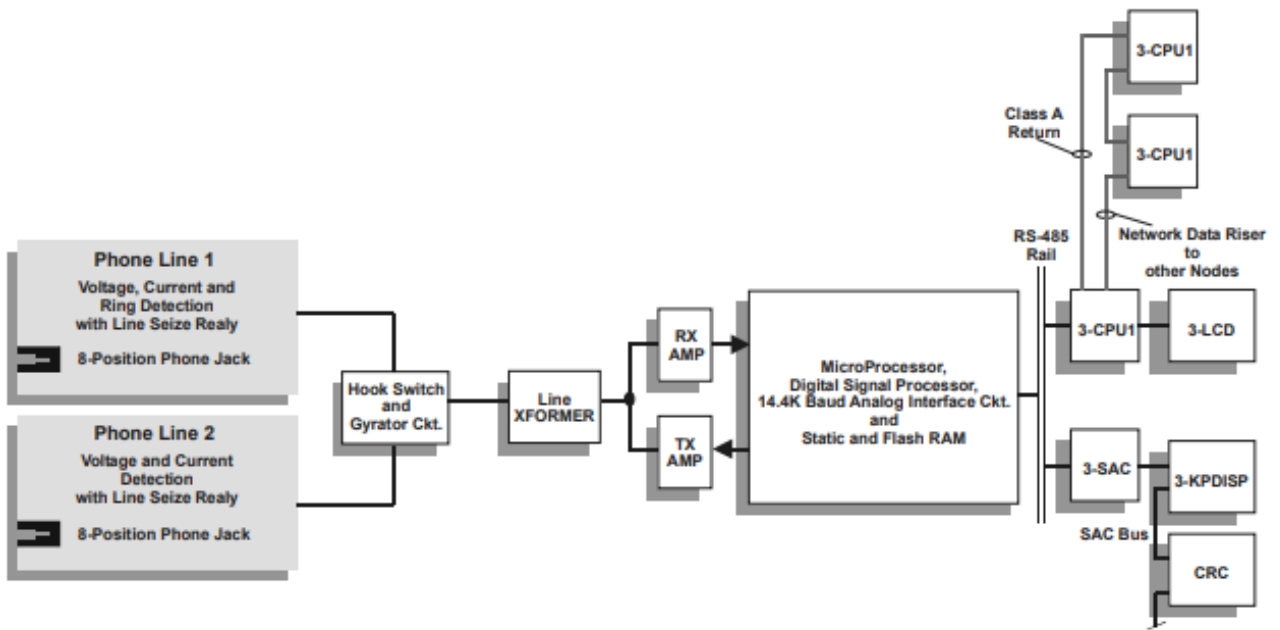 Phone Line 1
Voltage, Current and
Ring Detection
with Line Seize Realy
8-Position Phone Jack
Phone Line 2
Voltage and Current
Detection
with Line Seize Realy
8-Position Phone Jack
Hook Switch
and
Gyrator Ckt.
Line
XFORMER
RX
AMP
TX
AMP
MicroProcessor,
Digital Signal Processor,
14.4K Baud Analog Interface Ckt.
and
Static and Flash RAM
RS-485
Rail
Class A
Return
3-CPU1
3-CPU1
Network Data Riser
to
other Nodes
3-CPU1
3-LCD
3-SAC
3-KPDISP
SAC Bus
CRC